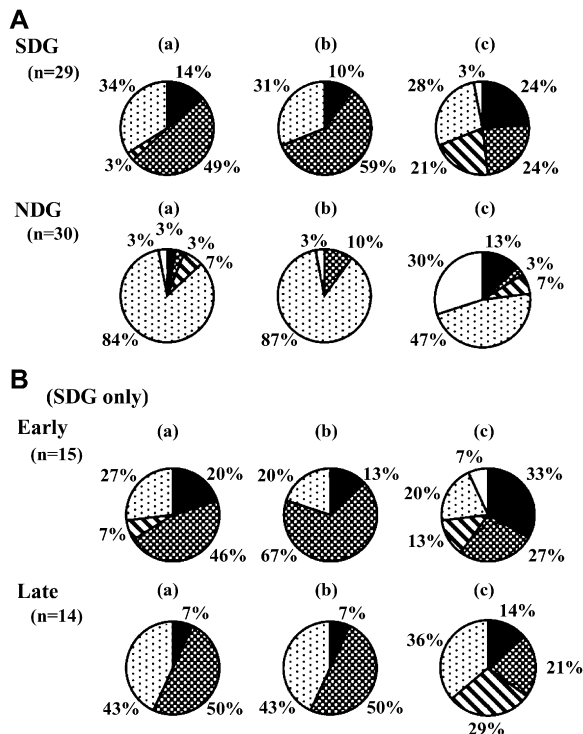 A
SDG (a) (b) (c)
(n=29)
34% 14% 3% 49%
31% 10% 59%
28% 3% 24% 21% 24%
NDG (a) (b) (c)
(n=30)
3% 3% 3% 7% 84%
3% 10% 87%
30% 13% 3% 7% 47%
B
(SDG only)
Early (a) (b) (c)
(n=15)
27% 20% 7% 46%
20% 13% 67%
7% 33% 20% 13% 27%
Late (a) (b) (c)
(n=14)
7% 43% 50%
7% 43% 50%
14% 36% 21% 29%